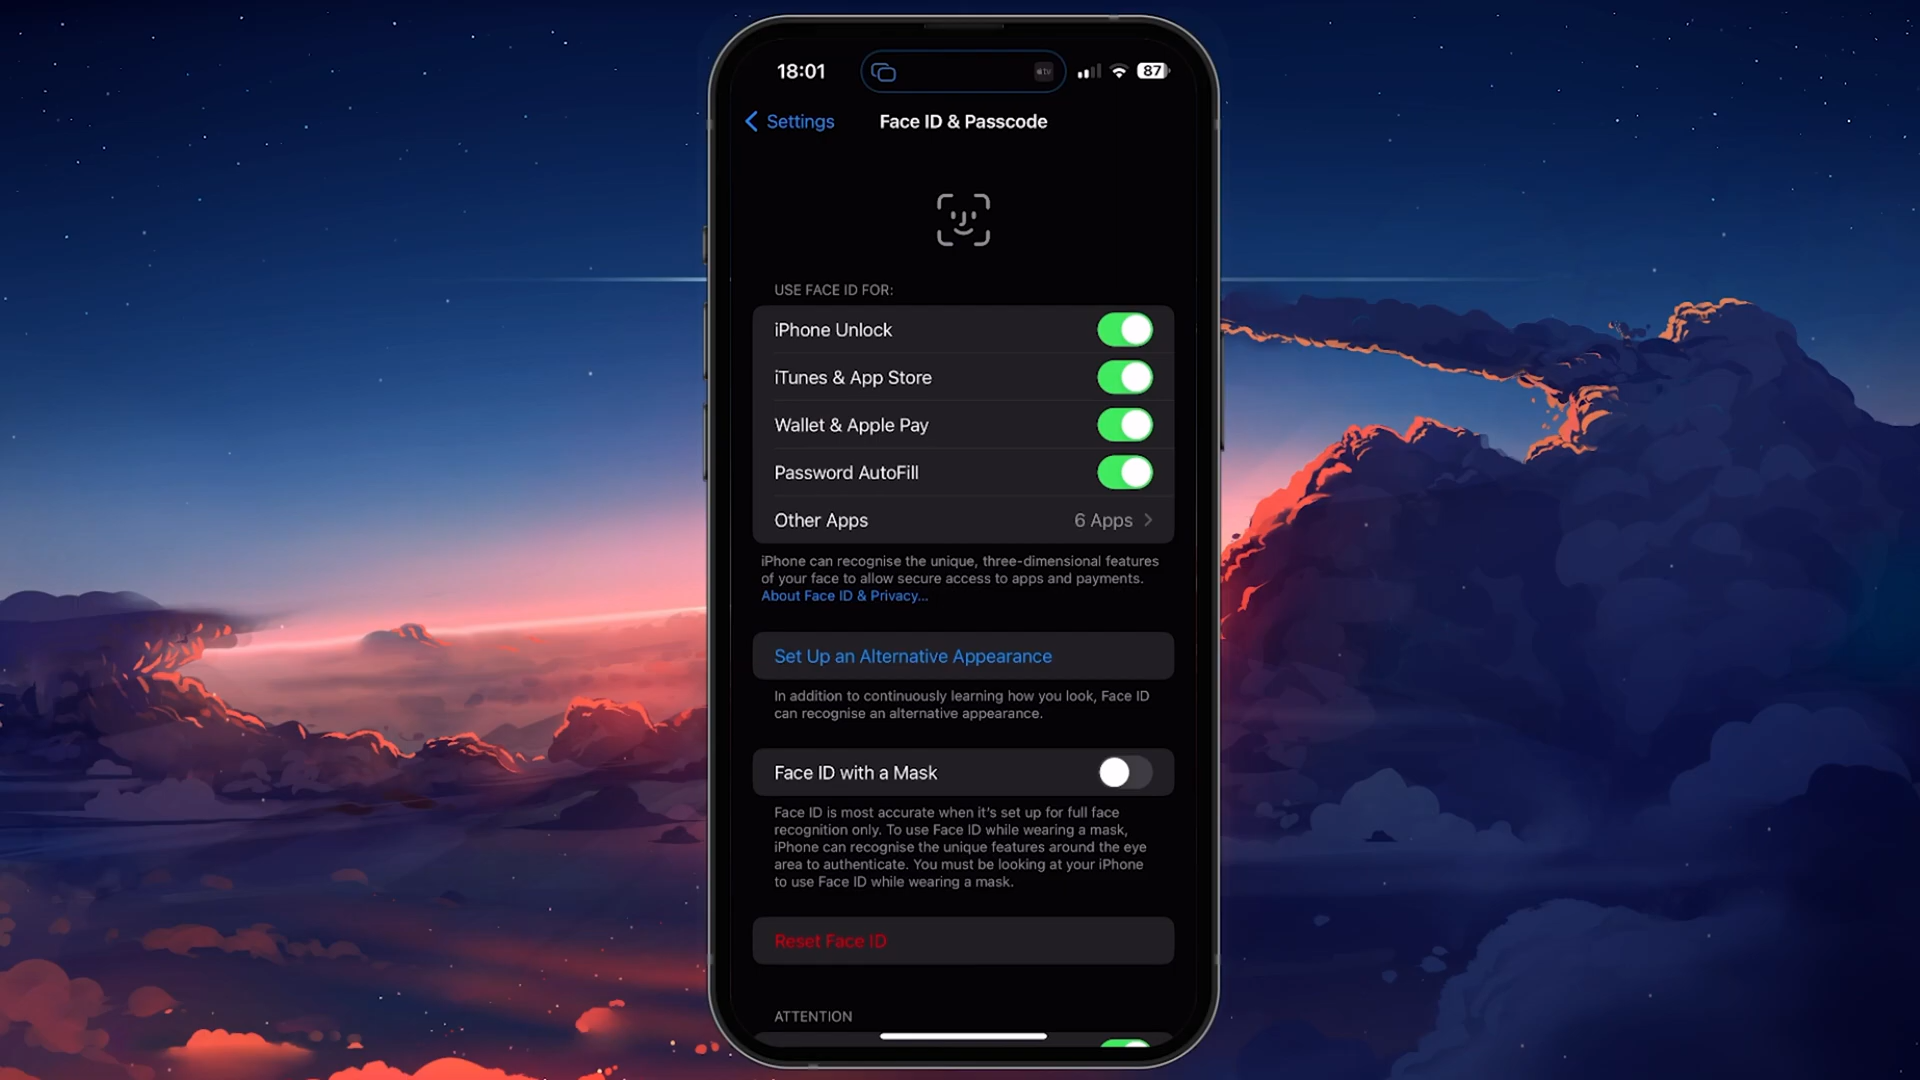 18:01
tv
87
Settings
Face ID & Passcode
USE FACE ID FOR:
iPhone Unlock
iTunes & App Store
Wallet & Apple Pay
Password AutoFill
Other Apps
6 Apps
iPhone can recognise the unique, three-dimensional features
of your face to allow secure access to apps and payments.
About Face ID & Privacy...
Set Up an Alternative Appearance
In addition to continuously learning how you look, Face ID
can recognise an alternative appearance.
Face ID with a Mask
Face ID is most accurate when it's set up for full face
recognition only. To use Face ID while wearing a mask,
iPhone can recognise the unique features around the eye
area to authenticate. You must be looking at your iPhone
to use Face ID while wearing a mask.
Reset Face ID
ATTENTION